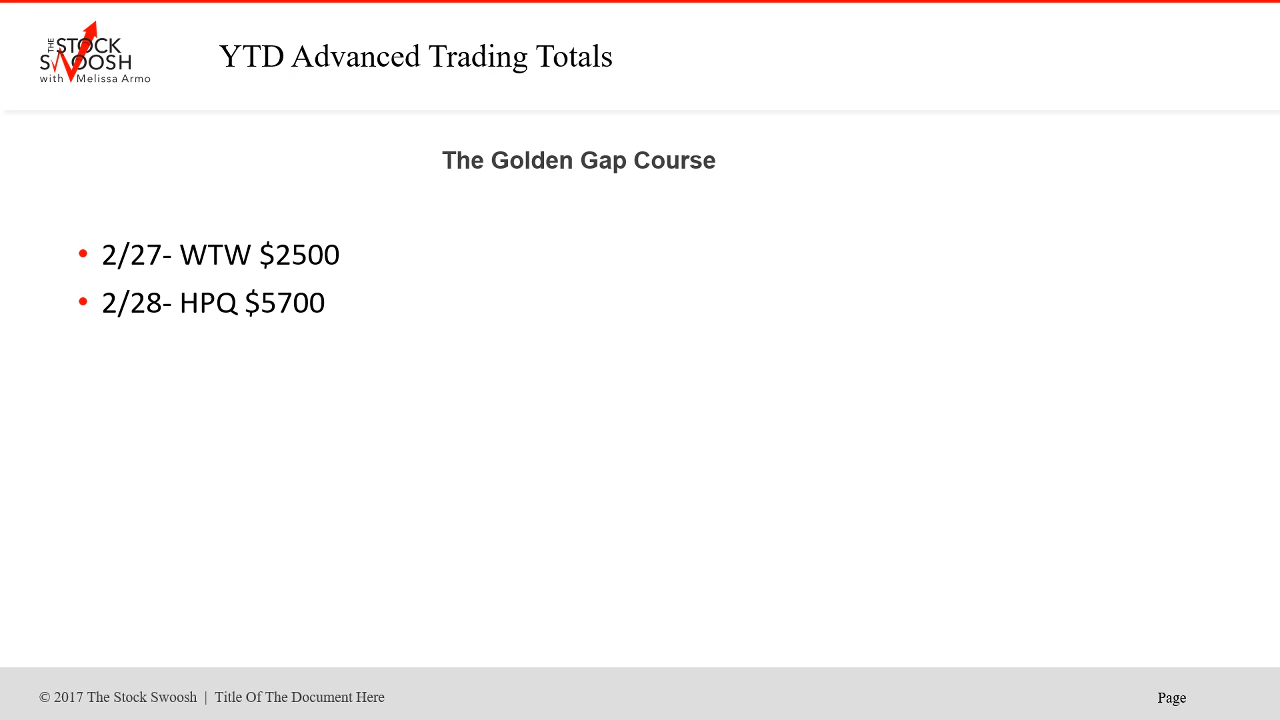 THE STOCK
SWOOSH
with Melissa Armo
YTD Advanced Trading Totals
The Golden Gap Course
• 2/27- WTW $2500
• 2/28- HPQ $5700
© 2017 The Stock Swoosh | Title Of The Document Here
Page